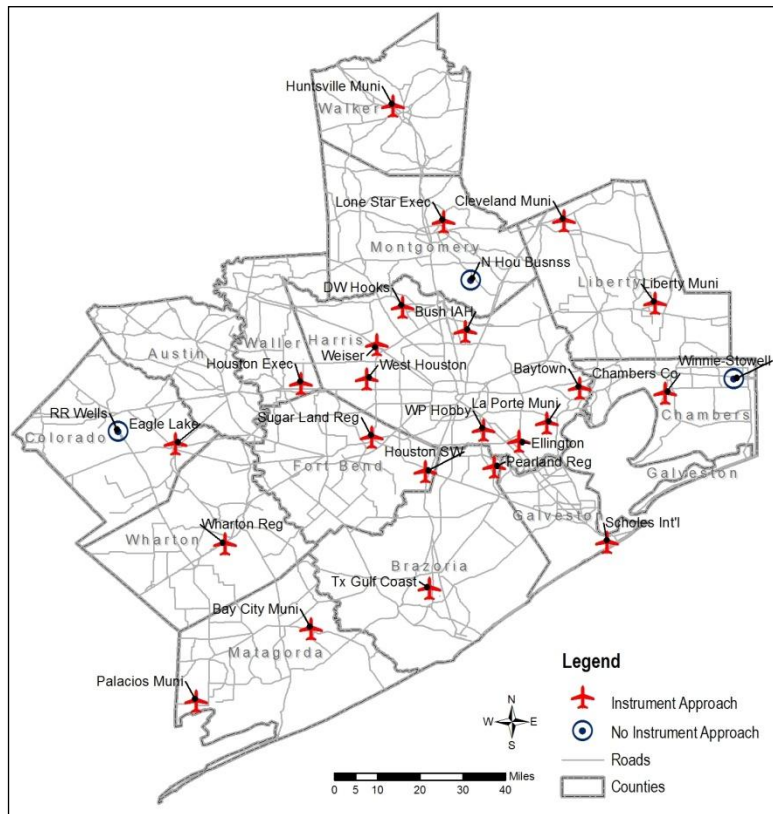 Huntsville Muni
Walker
Lone Star Exec
Cleveland Muni
Montgomery
N Hou Busnss
Liberty
Liberty Muni
DW Hooks
Bush IAH
Waller
Harris
Austin
Weiser
West Houston
Houston Exec
Baytown
Chambers Co
Winnie-Stowell
RR Wells
Eagle Lake
Colorado
Sugar Land Reg
WP Hobby
La Porte Muni
Chambers
Ellington
Fort Bend
Houston SW
Pearland Reg
Galveston
Galveston
Wharton Reg
Wharton
Scholes Int'l
Brazoria
Tx Gulf Coast
Bay City Muni
Matagorda
Palacios Muni
Legend
Instrument Approach
No Instrument Approach
Roads
Counties
N
W E
S
Miles
0 5 10 20 30 40